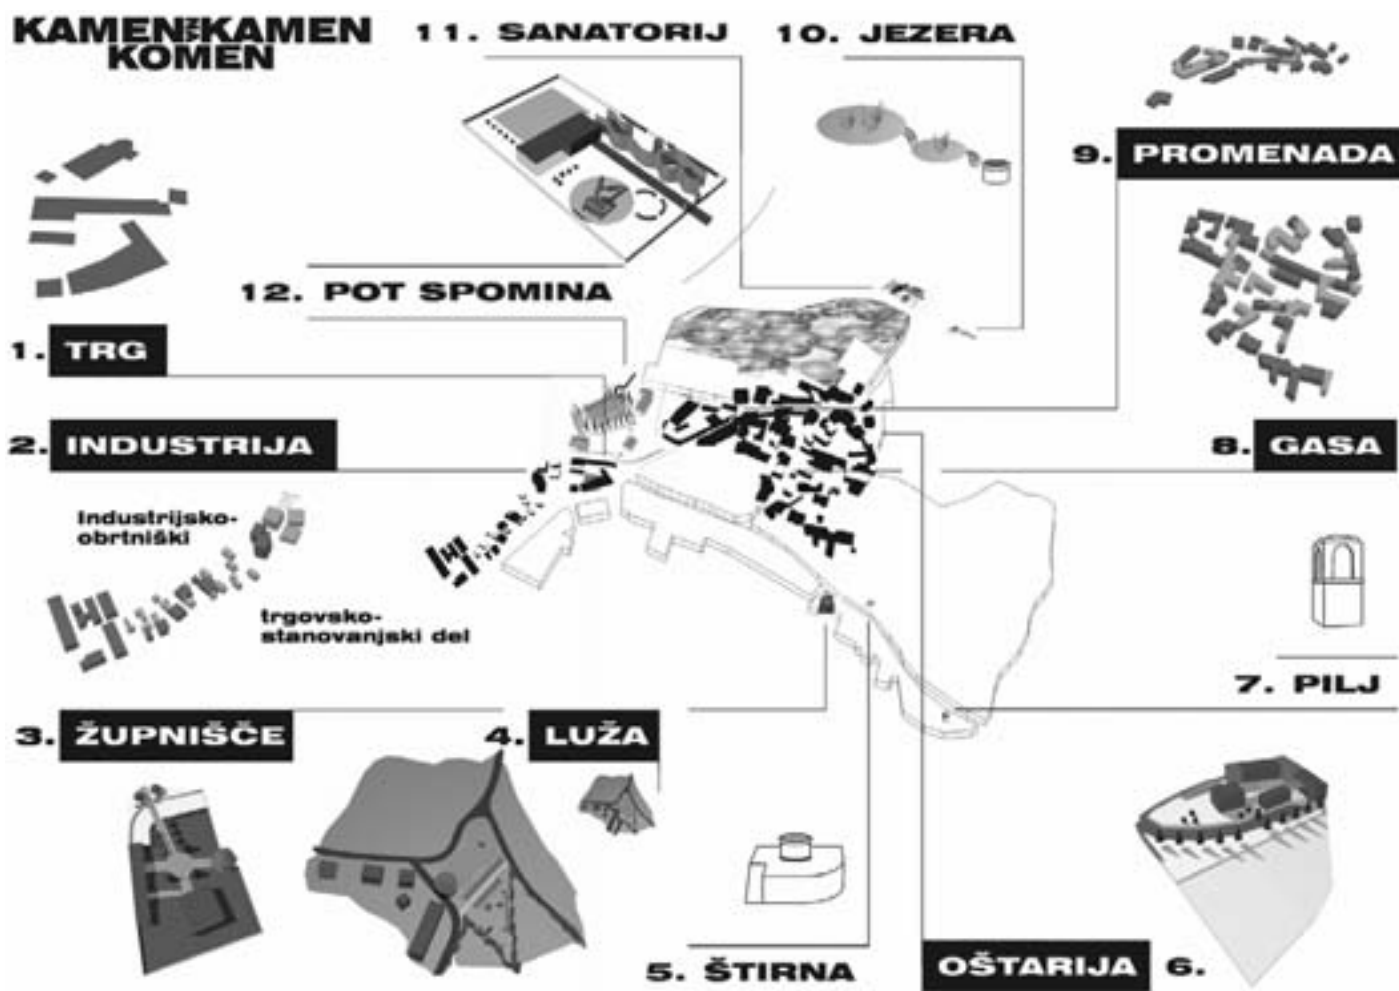 KAMEN KAMEN
KOMEN
11. SANATORIJ
10. JEZERA
9. PROMENADA
12. POT SPOMINA
1. TRG
2. INDUSTRIJA
8. GASA
Industrijsko-
obrtniški
trgovsko-
stanovanjski del
7. PILJ
3. ŽUPNIŠČE
4. LUŽA
5. ŠTIRNA
OŠTARIJA 6.